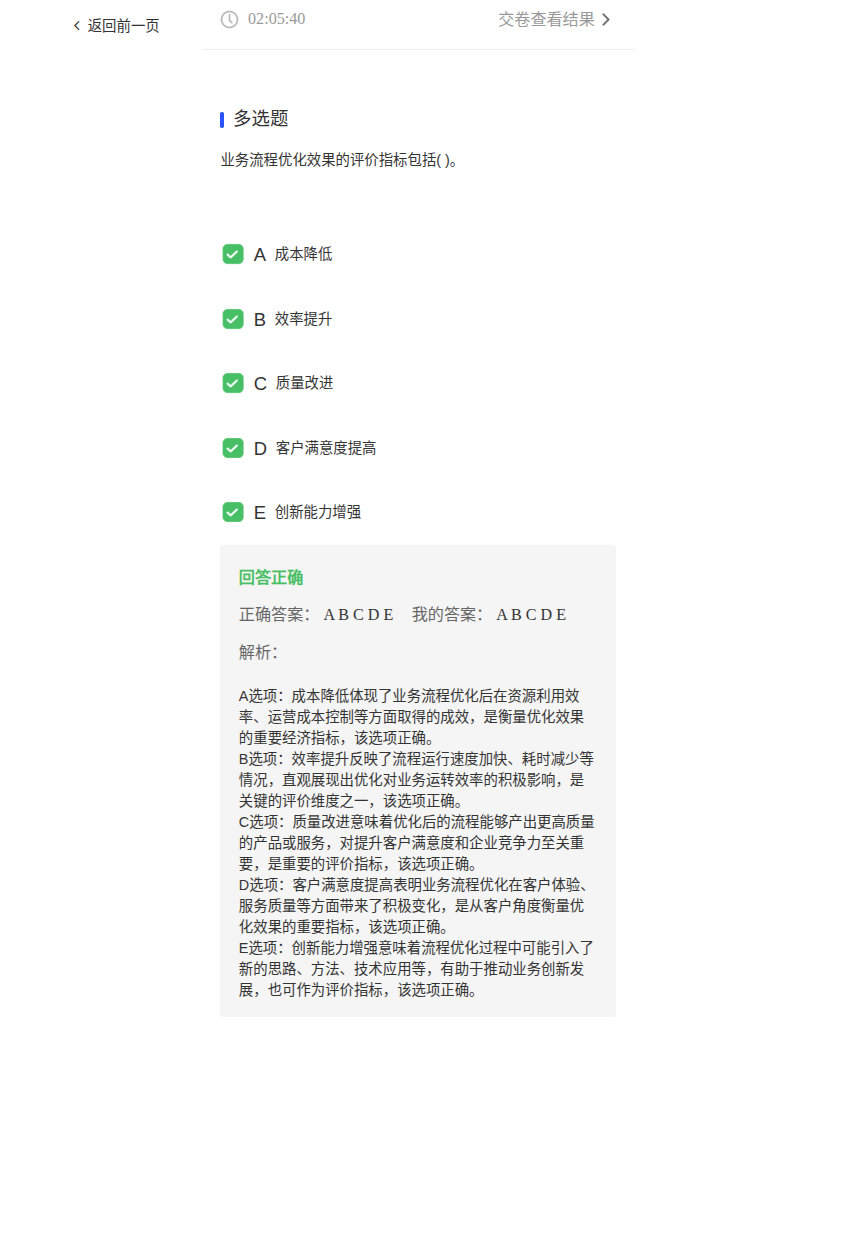 返回前一页
02:05:40 交卷查看结果
多选题
业务流程优化效果的评价指标包括( )。
A 成本降低
B 效率提升
C 质量改进
D 客户满意度提高
E 创新能力增强
回答正确
正确答案： A B C D E 我的答案： A B C D E
解析：
A选项：成本降低体现了业务流程优化后在资源利用效
率、运营成本控制等方面取得的成效，是衡量优化效果
的重要经济指标，该选项正确。
B选项：效率提升反映了流程运行速度加快、耗时减少等
情况，直观展现出优化对业务运转效率的积极影响，是
关键的评价维度之一，该选项正确。
C选项：质量改进意味着优化后的流程能够产出更高质量
的产品或服务，对提升客户满意度和企业竞争力至关重
要，是重要的评价指标，该选项正确。
D选项：客户满意度提高表明业务流程优化在客户体验、
服务质量等方面带来了积极变化，是从客户角度衡量优
化效果的重要指标，该选项正确。
E选项：创新能力增强意味着流程优化过程中可能引入了
新的思路、方法、技术应用等，有助于推动业务创新发
展，也可作为评价指标，该选项正确。